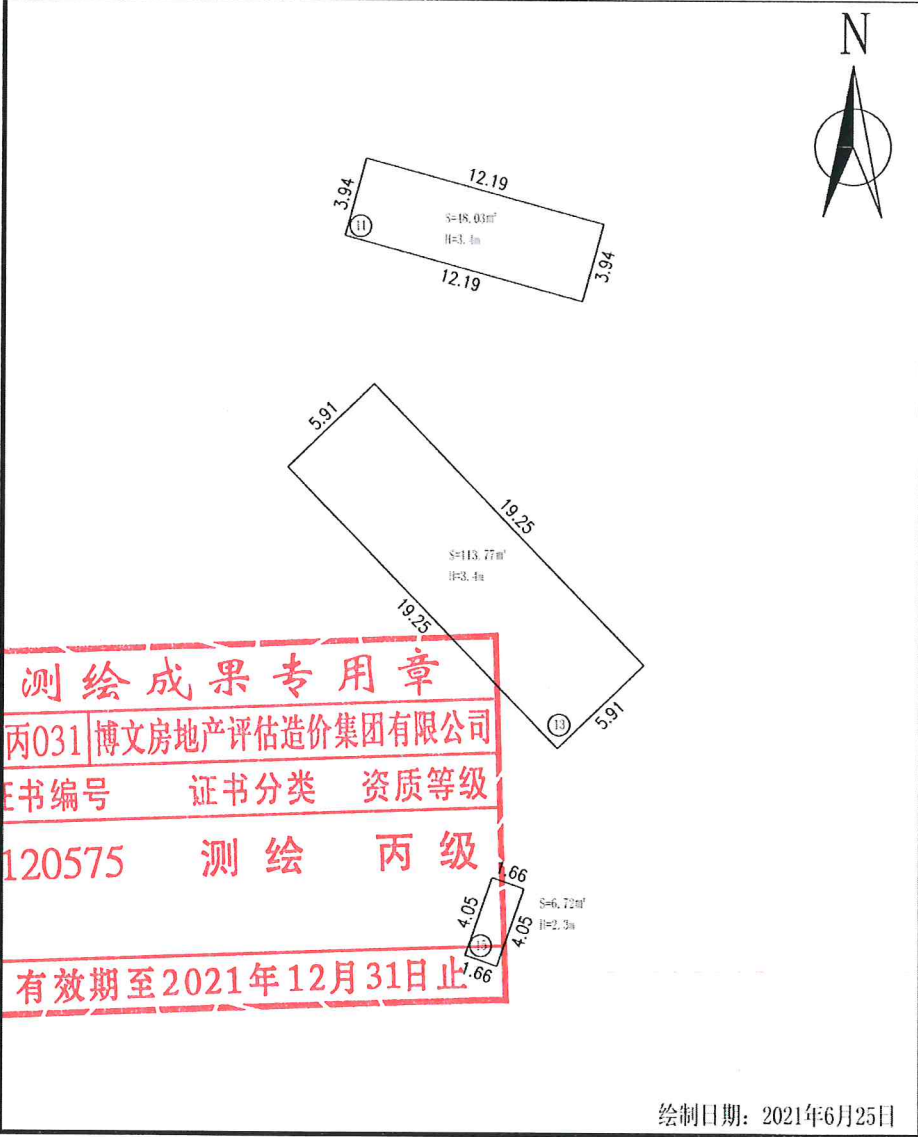 N
12.19
3.94
⑪
S=48.03㎡
H=3.4m
3.94
12.19
5.91
19.25
S=113.77㎡
H=3.4m
19.25
⑬
5.91
测绘成果专用章
丙031 博文房地产评估造价集团有限公司
证书编号 证书分类 资质等级
120575 测绘 丙级
有效期至2021年12月31日止
1.66
4.05
S=6.72㎡
H=2.3m
4.05
⑮
1.66
绘制日期：2021年6月25日